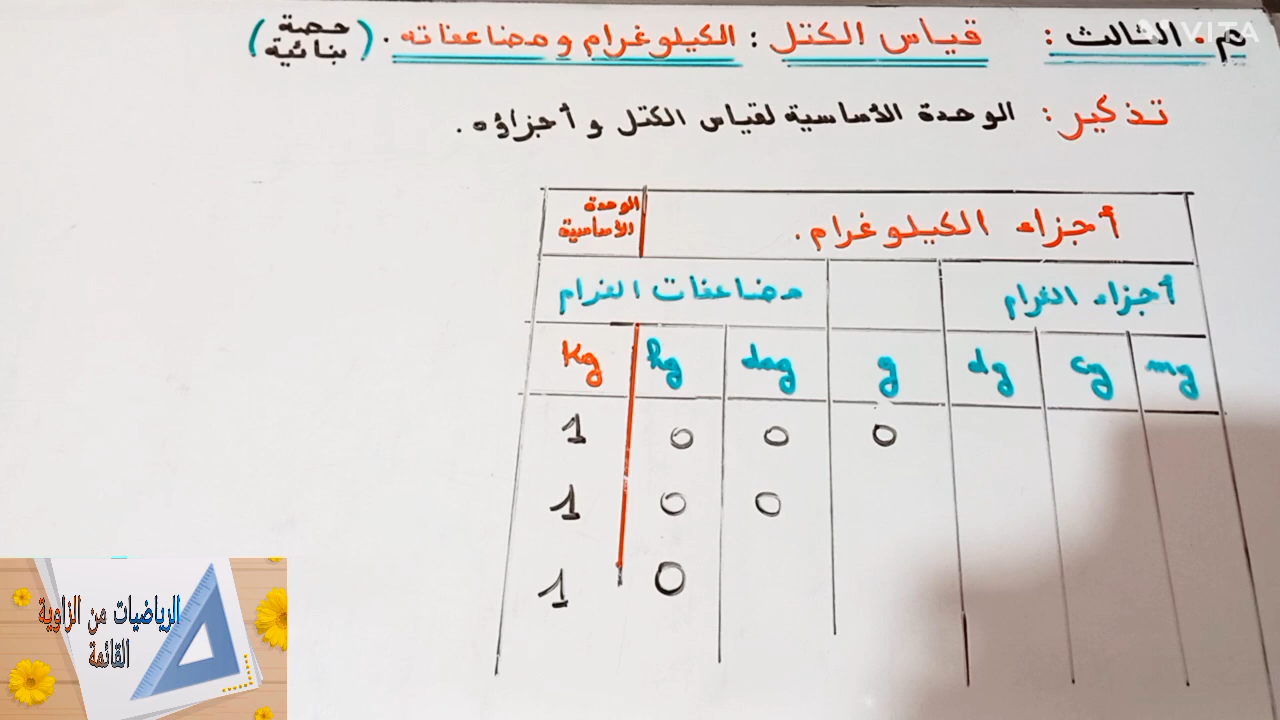 م. الثالث : قياس الكتل : الكيلوغرام و مضاعفاته . (حصة بنائية)
VITA
تذكير : الوحدة الأساسية لقياس الكتل و أجزاؤه .
أجزاء الكيلوغرام . الوحدة الأساسية
أجزاء الغرام مضاعفات الغرام
Kg hg dag g dg cg mg
1 0 0 0
1 0 0
1 0
الرياضيات من الزاوية
القائمة